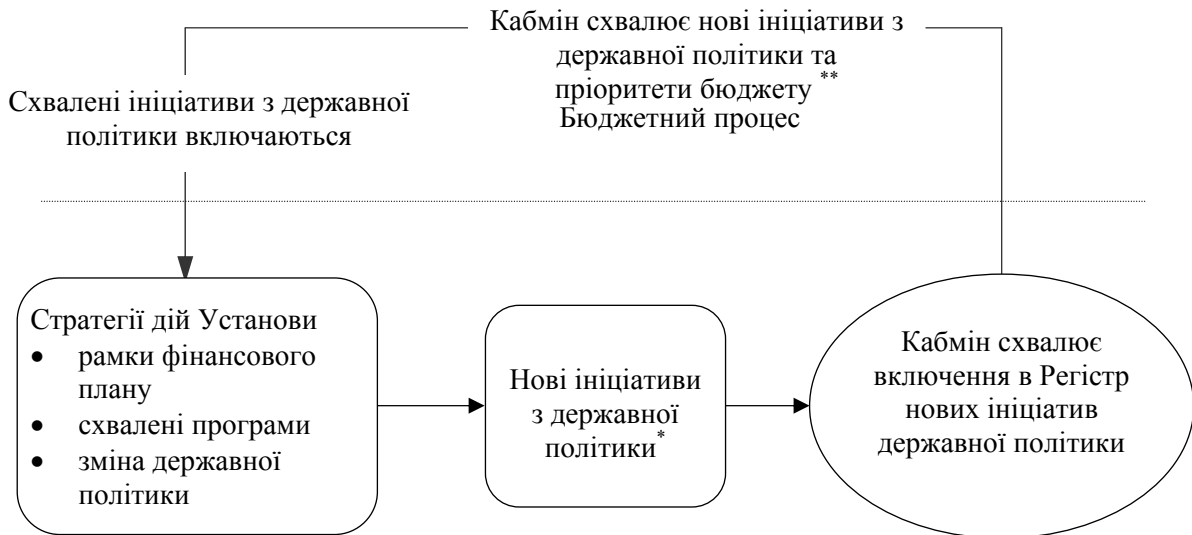 Кабмін схвалює нові ініціативи з
державної політики та
пріоритети бюджету **
Бюджетний процес
Схвалені ініціативи з державної
політики включаються
Стратегії дій Установи
• рамки фінансового
плану
• схвалені програми
• зміна державної
політики
Нові ініціативи
з державної
політики*
Кабмін схвалює
включення в Регістр
нових ініціатив
державної політики